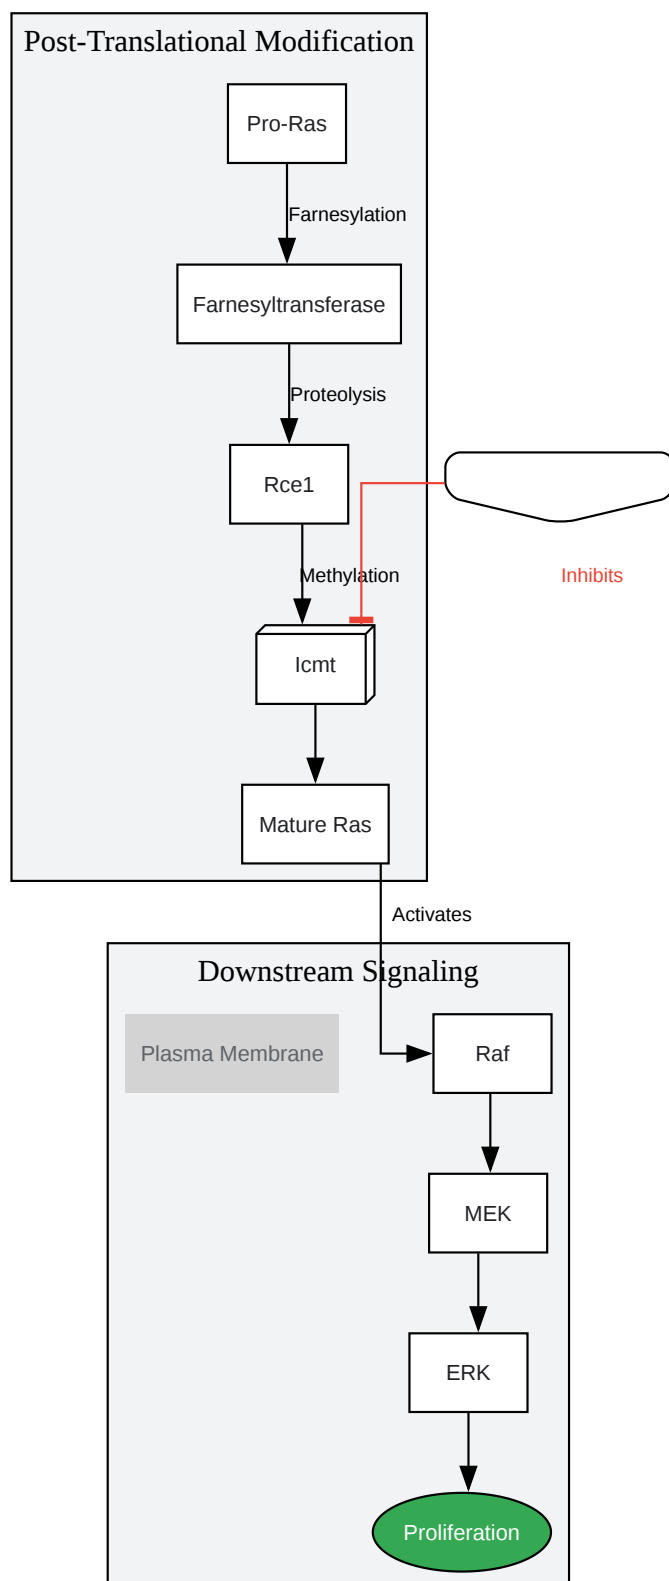 Post-Translational Modification
Pro-Ras
Farnesylation
Farnesyltransferase
Proteolysis
Rce1
Methylation
Inhibits
Icmt
Mature Ras
Activates
Downstream Signaling
Plasma Membrane
Raf
MEK
ERK
Proliferation